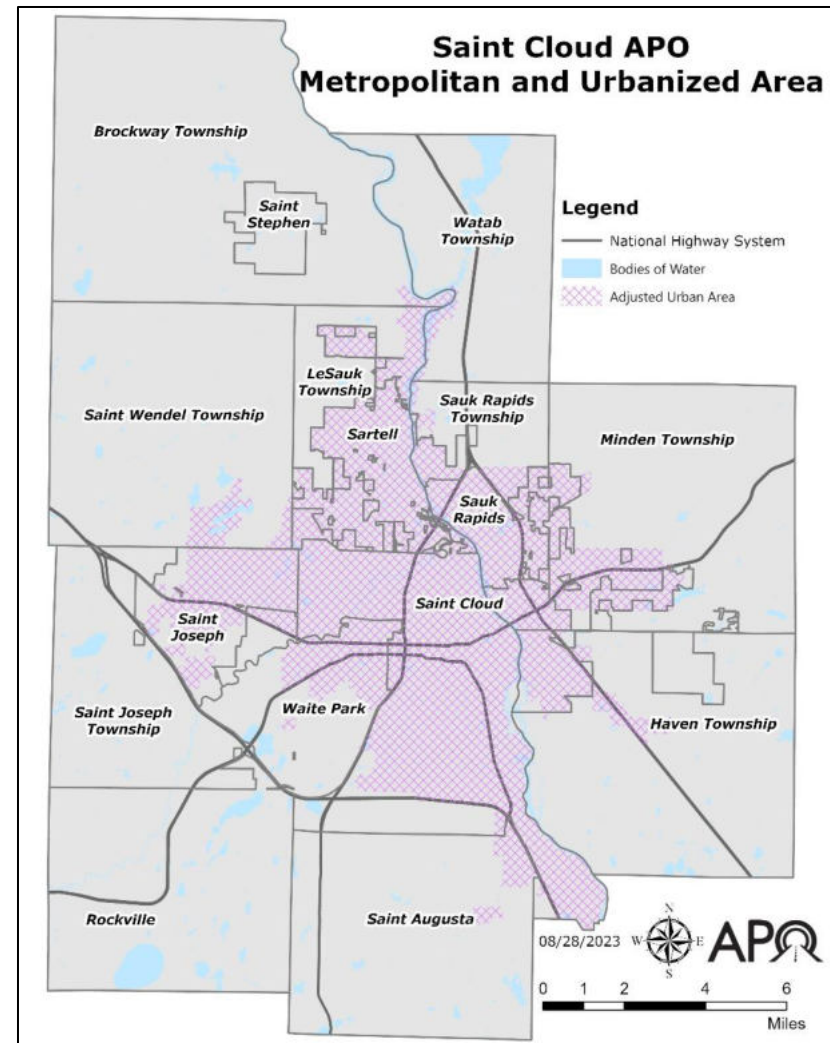 Saint Cloud APO
Metropolitan and Urbanized Area
Brockway Township
Saint
Stephen
Watab
Township
Legend
National Highway System
Bodies of Water
Adjusted Urban Area
LeSauk
Township
Saint Wendel Township
Sartell
Sauk Rapids
Township
Minden Township
Sauk
Rapids
Saint Cloud
Saint
Joseph
Saint Joseph
Township
Waite Park
Haven Township
Rockville
Saint Augusta
08/28/2023
N
W
E
S
APO
0 1 2 4 6
Miles